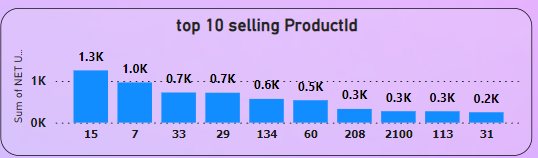 top 10 selling ProductId
Sum of NET U...
1K
0K
1.3K 1.0K 0.7K 0.7K 0.6K 0.5K 0.3K 0.3K 0.3K 0.2K
15 7 33 29 134 60 208 2100 113 31